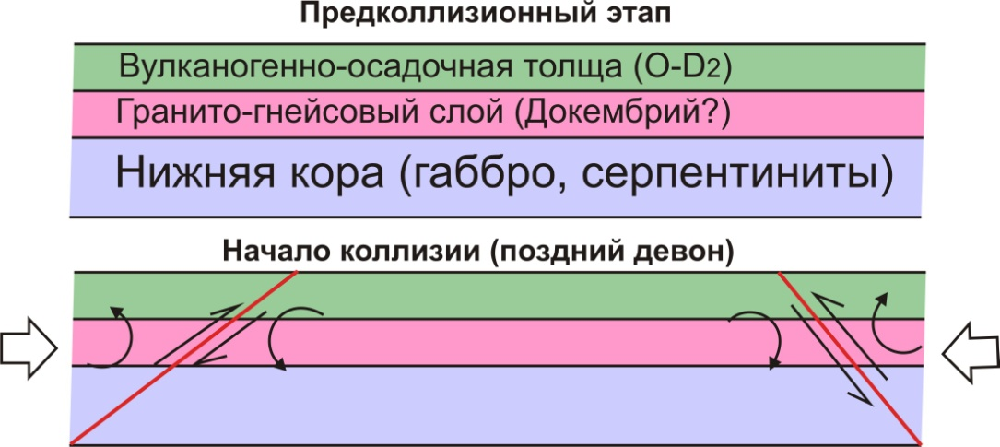 Предколлизионный этап
Вулканогенно-осадочная толща (O-D2)
Гранито-гнейсовый слой (Докембрий?)
Нижняя кора (габбро, серпентиниты)
Начало коллизии (поздний девон)